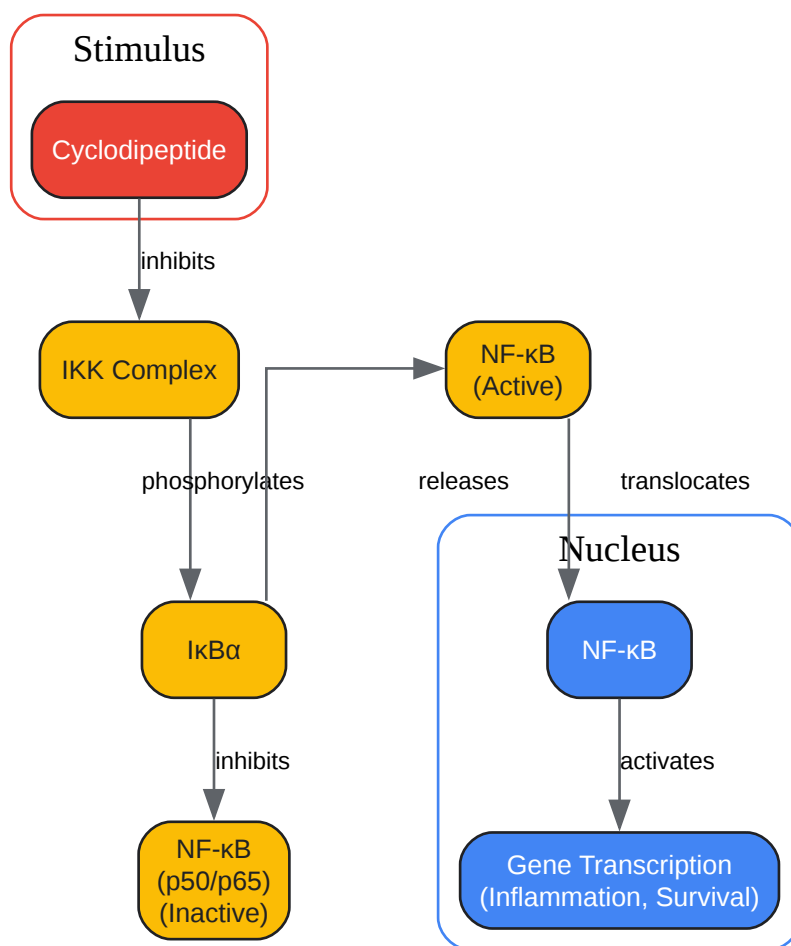 Stimulus
Cyclodipeptide
inhibits
IKK Complex
NF-κB
(Active)
phosphorylates
releases
translocates
Nucleus
IκBα
NF-κB
inhibits
activates
NF-κB
(p50/p65)
(Inactive)
Gene Transcription
(Inflammation, Survival)